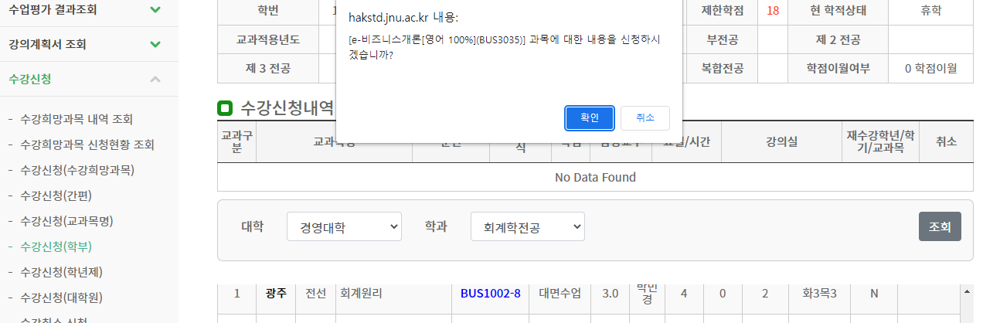 수업평가 결과조회
강의계획서 조회
수강신청
- 수강희망과목 내역 조회
- 수강희망과목 신청현황 조회
- 수강신청(수강희망과목)
- 수강신청(간편)
- 수강신청(교과목명)
- 수강신청(학부)
- 수강신청(학년제)
- 수강신청(대학원)
학번 제한학점 18 현 학적상태 휴학
교과적용년도 부전공 제 2 전공
제 3 전공 복합전공 학점이월여부 0 학점이월
hakstd.jnu.ac.kr 내용:
[e-비즈니스개론[영어 100%](BUS3035)] 과목에 대한 내용을 신청하시
겠습니까?
확인 취소
수강신청내역
교과구 재수강학년/학
분 식 강의실 기/교과목 취소
No Data Found
대학 경영대학 학과 회계학전공 조회
1 광주 전선 회계원리 BUS1002-8 대면수업 3.0 4 0 2 화3목3 N
경